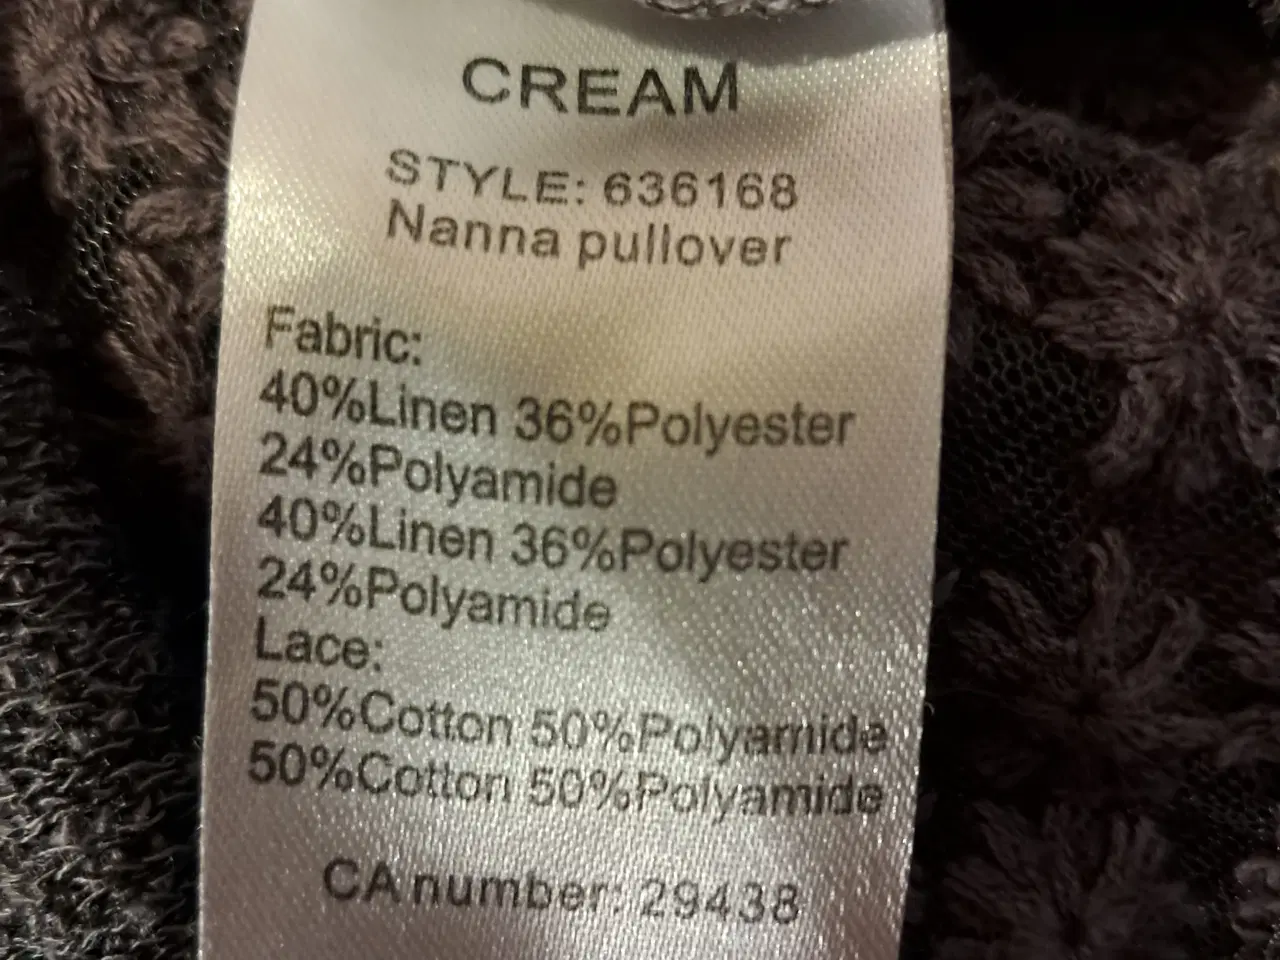 CREAM
STYLE: 636168
Nanna pullover
Fabric:
40%Linen 36%Polyester
24%Polyamide
40%Linen 36%Polyester
24%Polyamide
Lace:
50%Cotton 50%Polyamide
50%Cotton 50%Polyamide
CA number: 29438